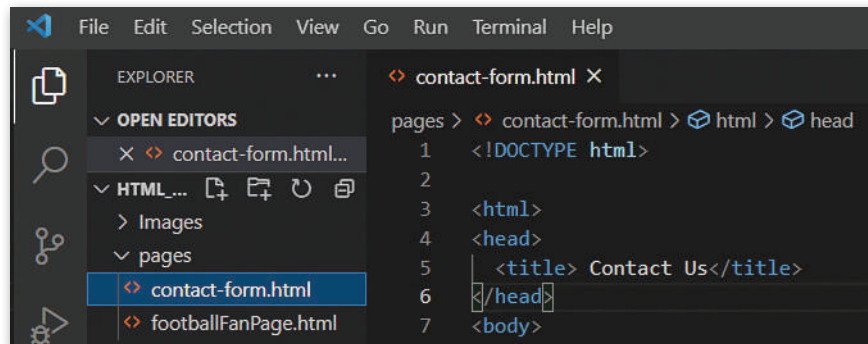 File Edit Selection View Go Run Terminal Help
EXPLORER ...
OPEN EDITORS
contact-form.html...
HTML_...
Images
pages
contact-form.html
footballFanPage.html
contact-form.html
pages > contact-form.html > html > head
1 <!DOCTYPE html>
2
3 <html>
4 <head>
5 <title> Contact Us</title>
6 </head>
7 <body>